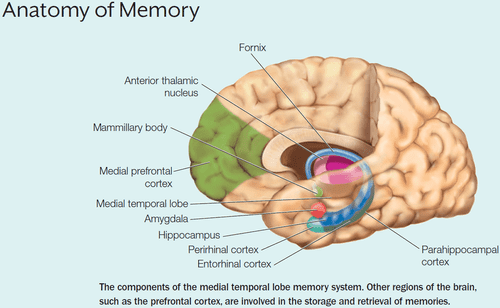 Anatomy of Memory
Fornix
Anterior thalamic
nucleus
Mammillary body
Medial prefrontal
cortex
Medial temporal lobe
Amygdala
Hippocampus
Perirhinal cortex
Entorhinal cortex
Parahippocampal
cortex
The components of the medial temporal lobe memory system. Other regions of the brain,
such as the prefrontal cortex, are involved in the storage and retrieval of memories.